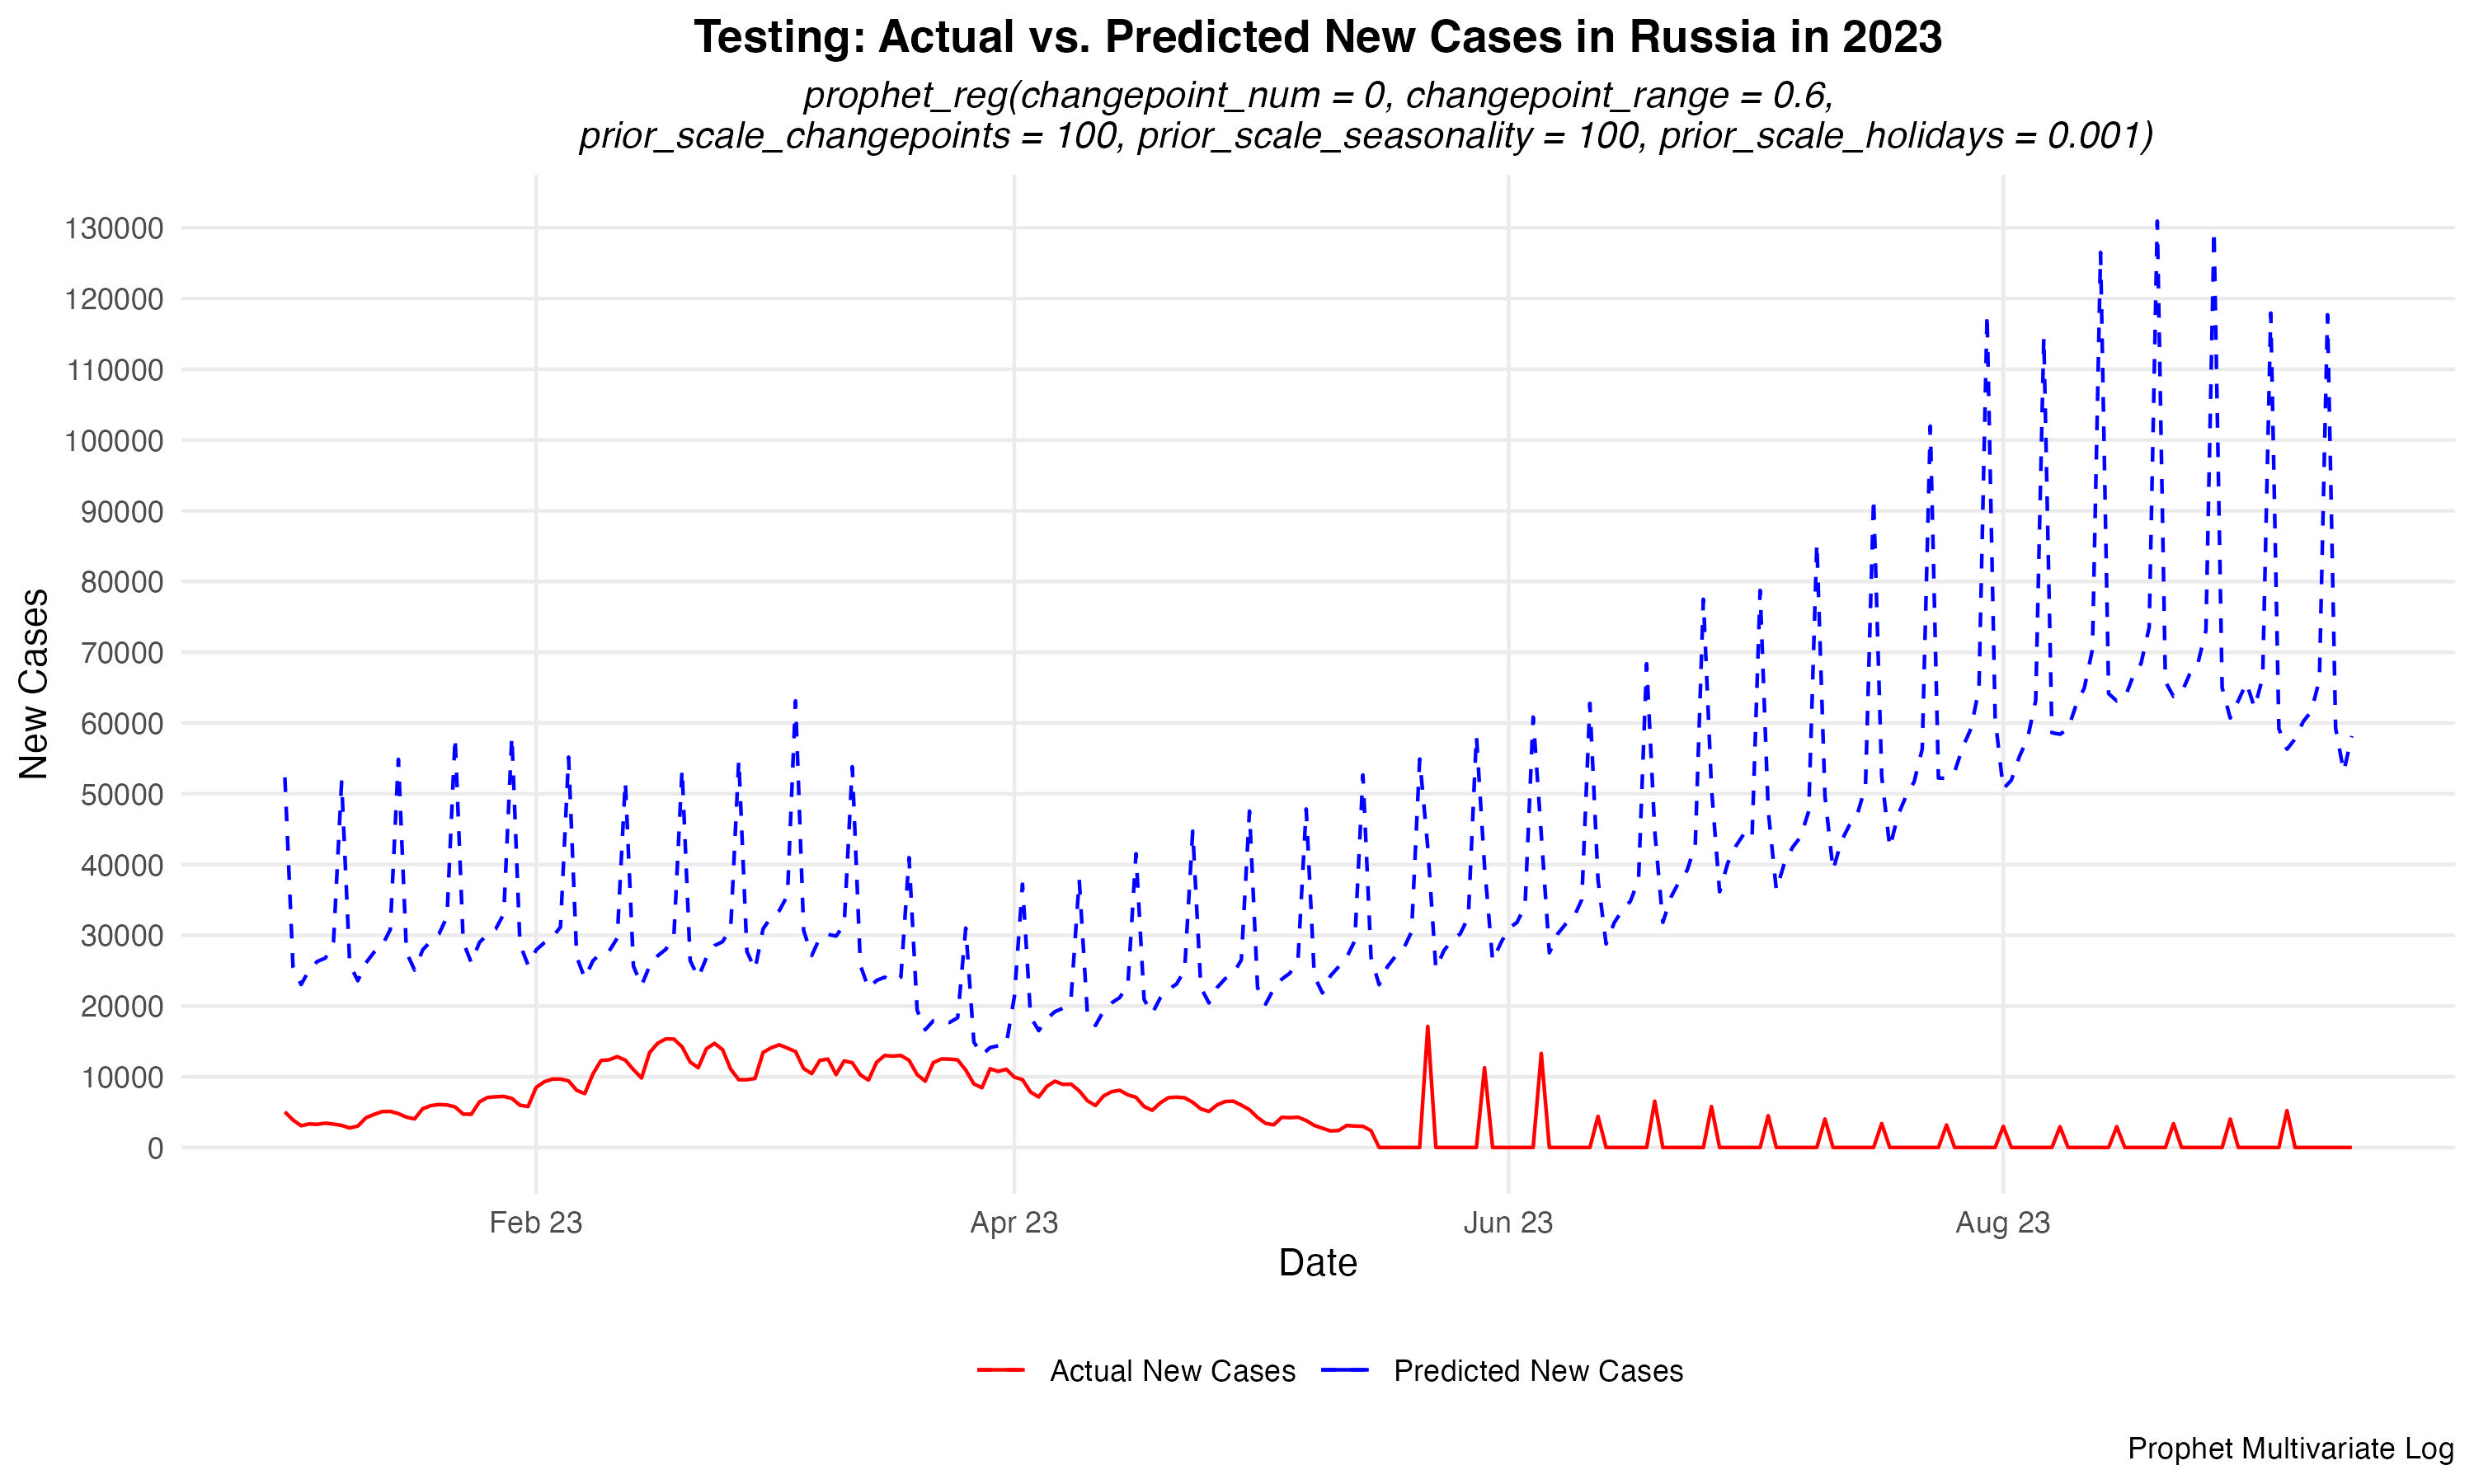 Testing: Actual vs. Predicted New Cases in Russia in 2023
prophet_reg(changepoint_num = 0, changepoint_range = 0.6,
prior_scale_changepoints = 100, prior_scale_seasonality = 100, prior_scale_holidays = 0.001)
130000
120000
110000
100000
90000
80000
70000
60000
50000
40000
30000
20000
10000
0
New Cases
Feb 23
Apr 23
Jun 23
Aug 23
Date
Actual New Cases
Predicted New Cases
Prophet Multivariate Log